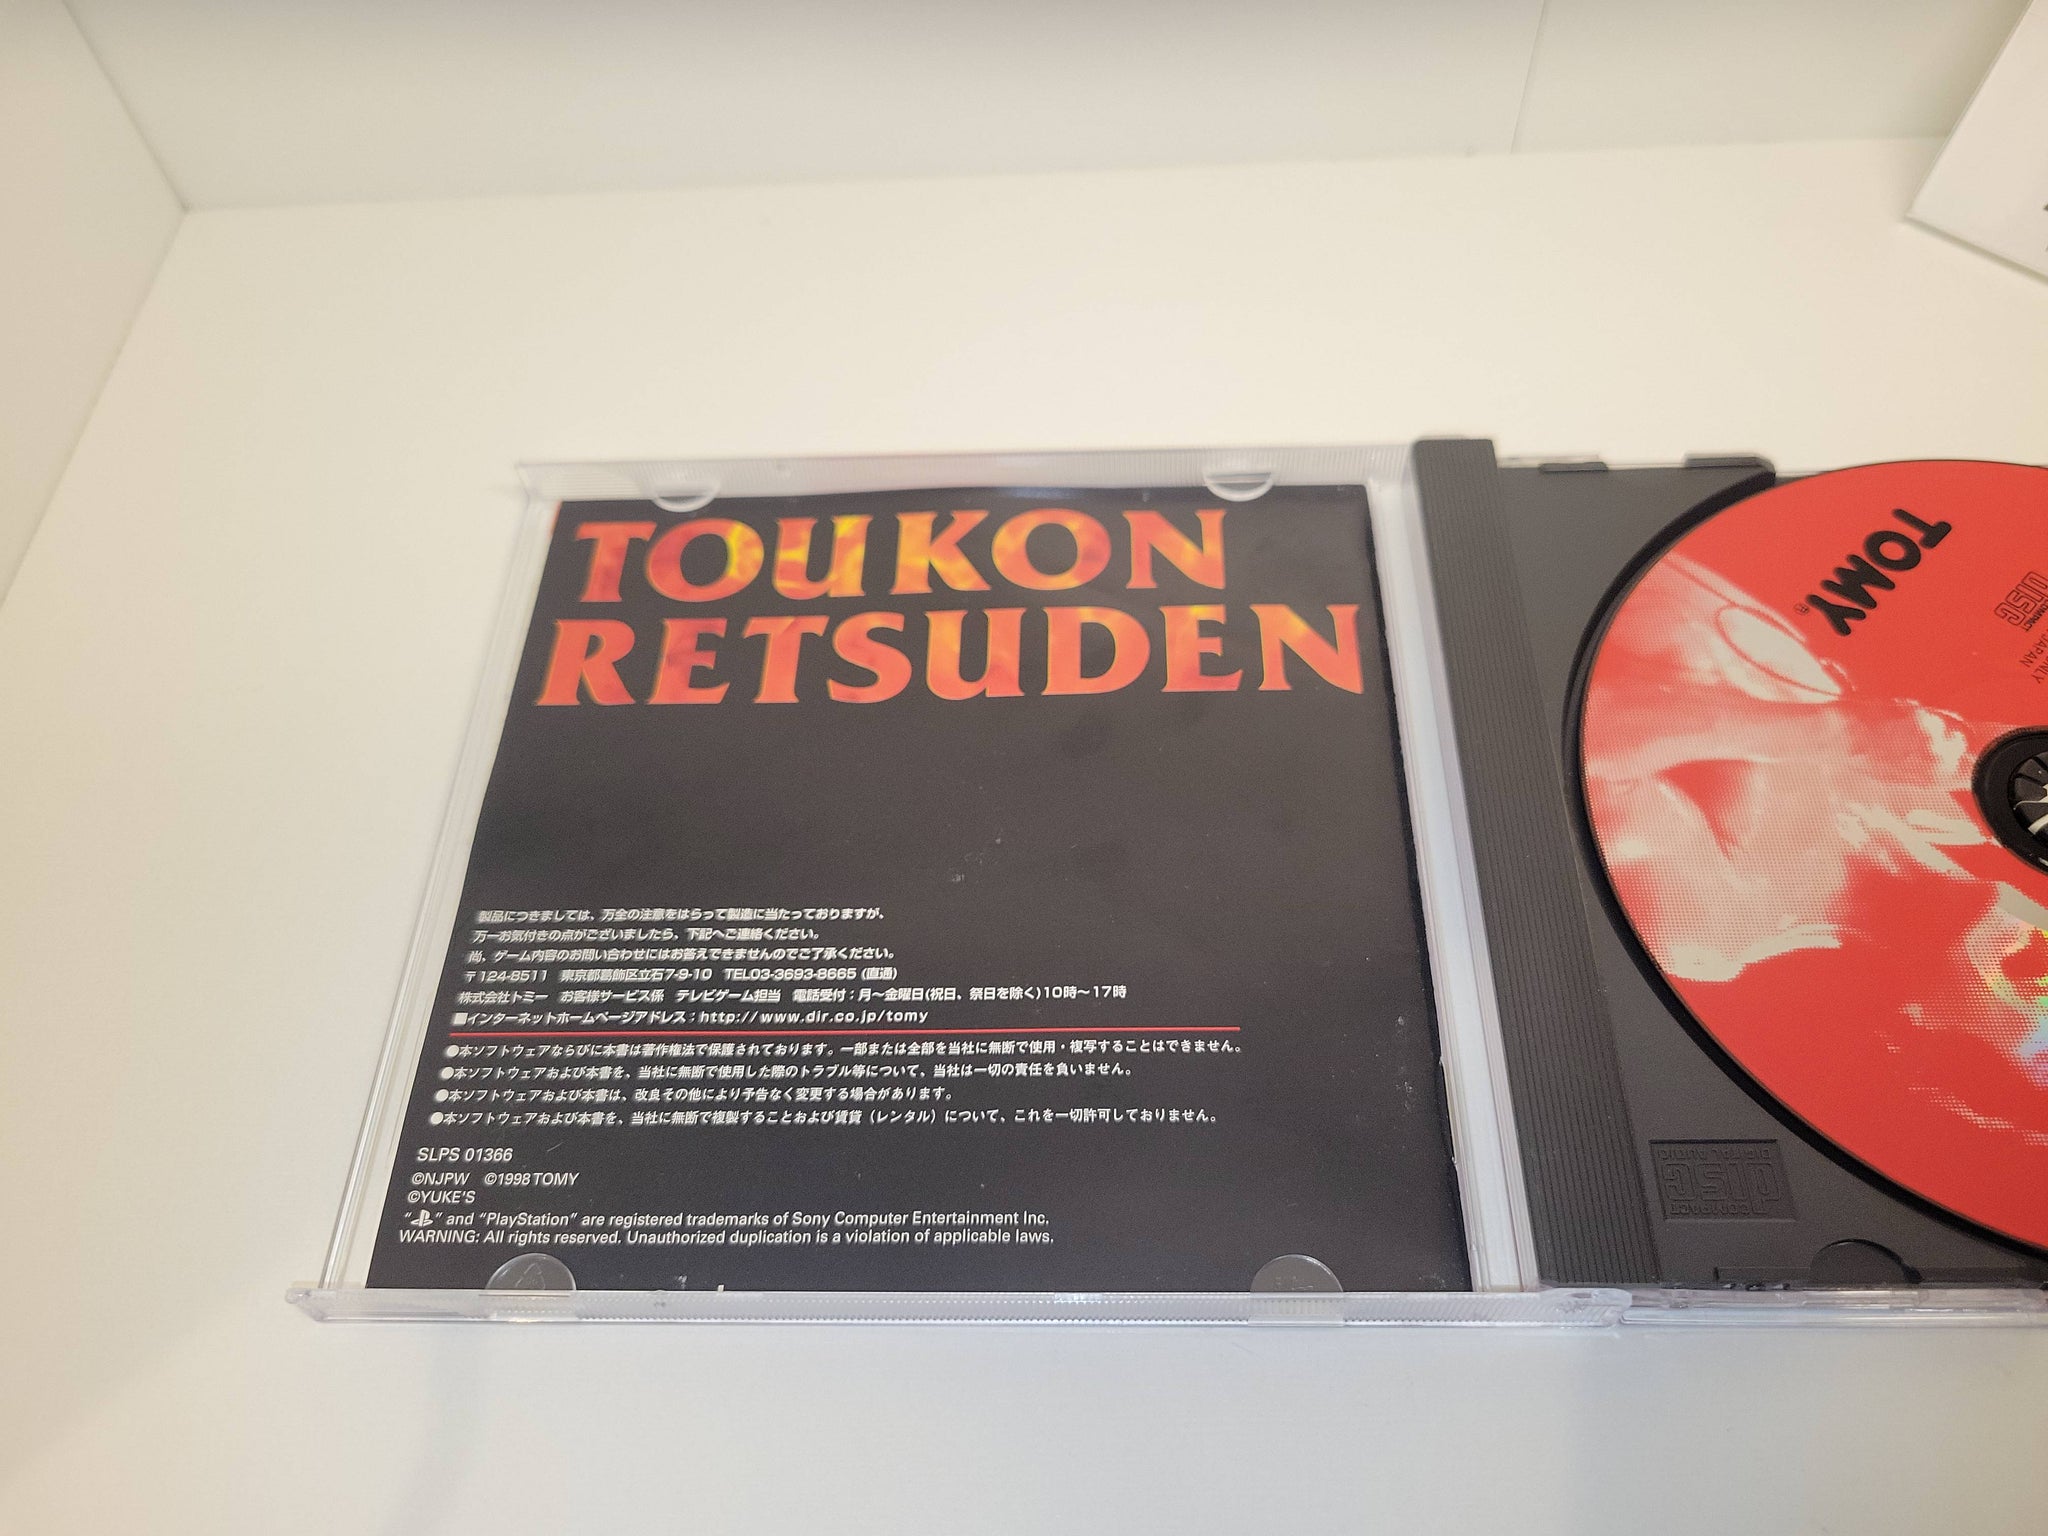 TOUKON
RETSUDEN
製品につきましては、万全の注意をはらって製造に当たっておりますが、
万一お気付きの点がございましたら、下記へご連絡ください。
尚、ゲーム内容のお問い合わせにはお答えできませんのでご了承ください。
〒124-8511 東京都葛飾区立石7-9-10 TEL03-3693-8665 (直通)
株式会社トミー お客様サービス係 テレビゲーム担当 電話受付：月〜金曜日(祝日、祭日を除く)10時〜17時
■インターネットホームページアドレス：http://www.dir.co.jp/tomy
●本ソフトウェアならびに本書は著作権法で保護されております。一部または全部を当社に無断で使用・複写することはできません。
●本ソフトウェアおよび本書を、当社に無断で使用した際のトラブル等について、当社は一切の責任を負いません。
●本ソフトウェアおよび本書は、改良その他により予告なく変更する場合があります。
●本ソフトウェアおよび本書を、当社に無断で複製することおよび賃貸（レンタル）について、これを一切許可しておりません。
SLPS 01366
©NJPW ©1998 TOMY
©YUKE'S
“ ” and “PlayStation” are registered trademarks of Sony Computer Entertainment Inc.
WARNING: All rights reserved. Unauthorized duplication is a violation of applicable laws.
TOMY®
COMPACT
disc
JAPAN
ONLY
COMPACT
disc
DIGITAL AUDIO